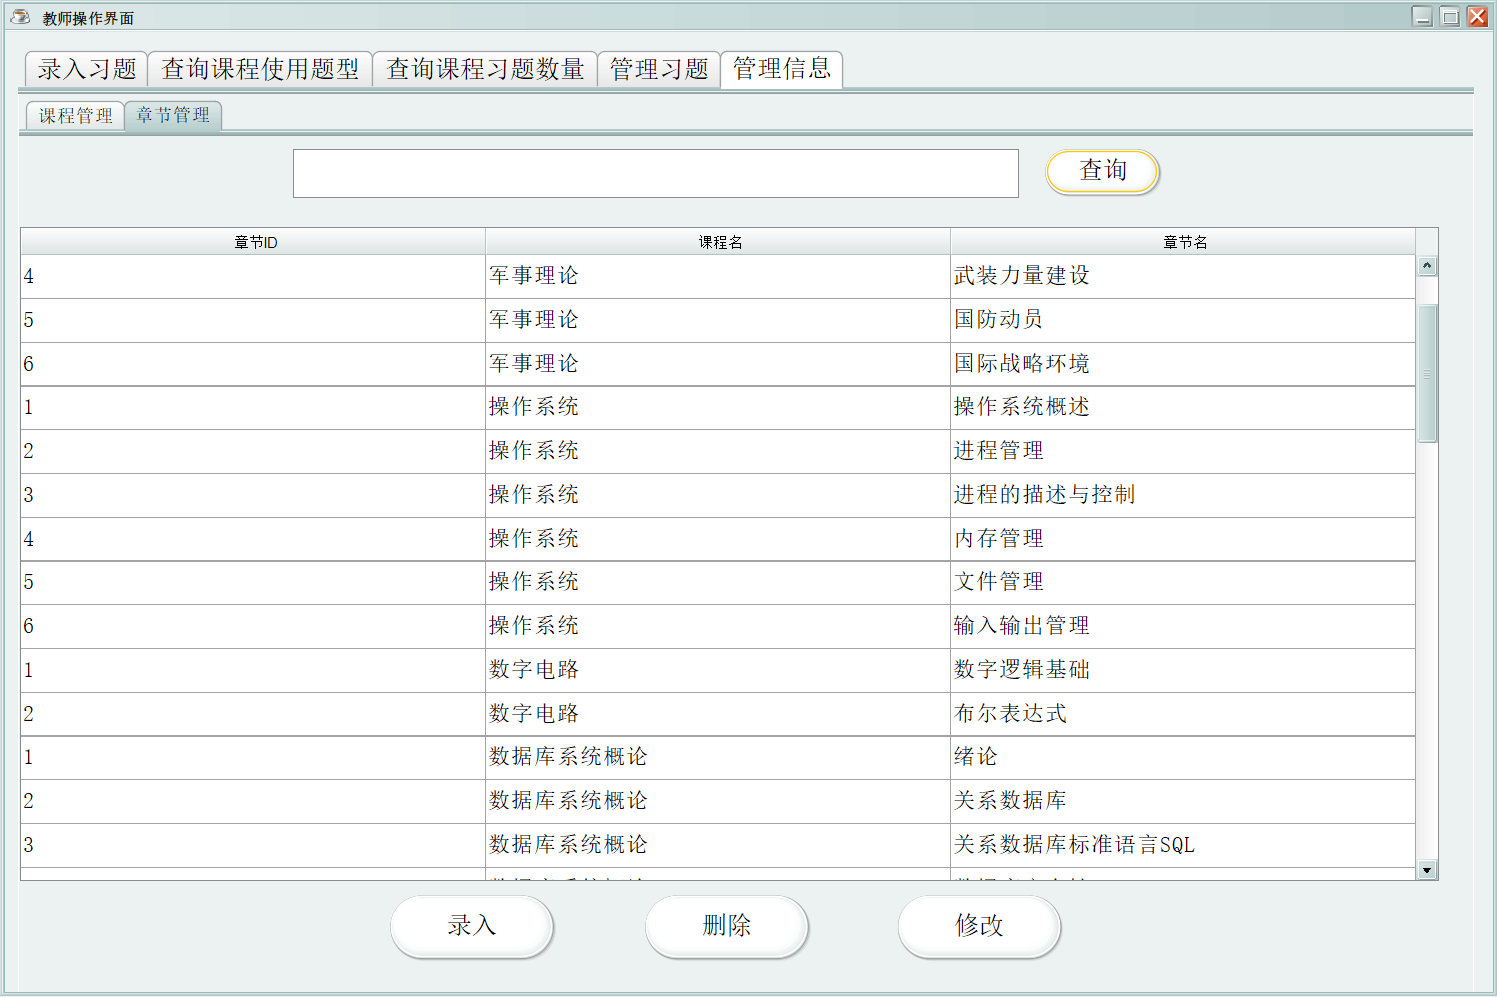 教师操作界面
录入习题 查询课程使用题型 查询课程习题数量 管理习题 管理信息
课程管理 章节管理
查询
章节ID 课程名 章节名
4 军事理论 武装力量建设
5 军事理论 国防动员
6 军事理论 国际战略环境
1 操作系统 操作系统概述
2 操作系统 进程管理
3 操作系统 进程的描述与控制
4 操作系统 内存管理
5 操作系统 文件管理
6 操作系统 输入输出管理
1 数字电路 数字逻辑基础
2 数字电路 布尔表达式
1 数据库系统概论 绪论
2 数据库系统概论 关系数据库
3 数据库系统概论 关系数据库标准语言SQL
录入 删除 修改